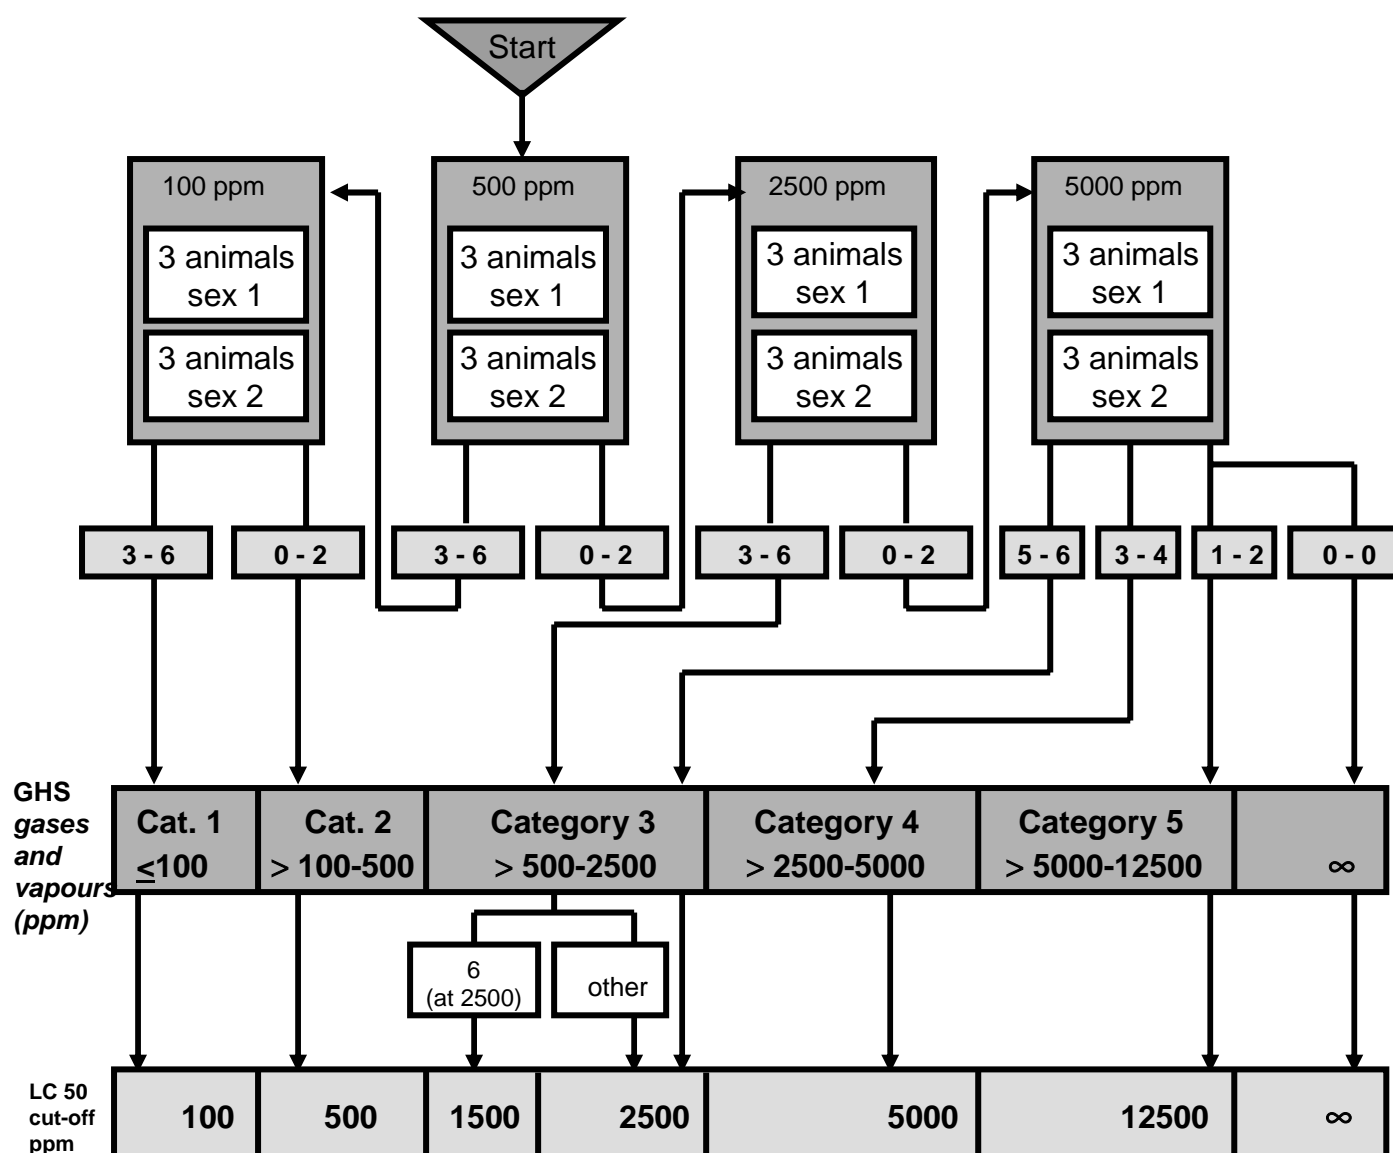 Start
100 ppm
500 ppm
2500 ppm
5000 ppm
3 animals
sex 1
3 animals
sex 1
3 animals
sex 1
3 animals
sex 1
3 animals
sex 2
3 animals
sex 2
3 animals
sex 2
3 animals
sex 2
3 - 6
0 - 2
3 - 6
0 - 2
3 - 6
0 - 2
5 - 6
3 - 4
1 - 2
0 - 0
GHS
gases
and
vapours
(ppm)
Cat. 1
≤100
Cat. 2
> 100-500
Category 3
> 500-2500
Category 4
> 2500-5000
Category 5
> 5000-12500
∞
6
(at 2500)
other
LC 50
cut-off
ppm
100
500
1500
2500
5000
12500
∞